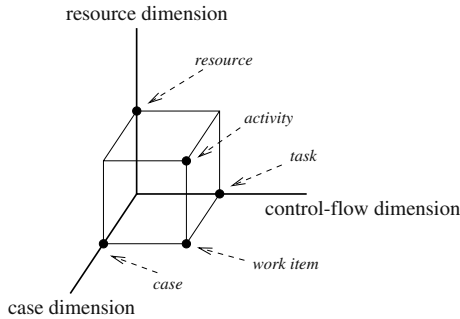 resource dimension
resource
activity
task
control-flow dimension
work item
case
case dimension